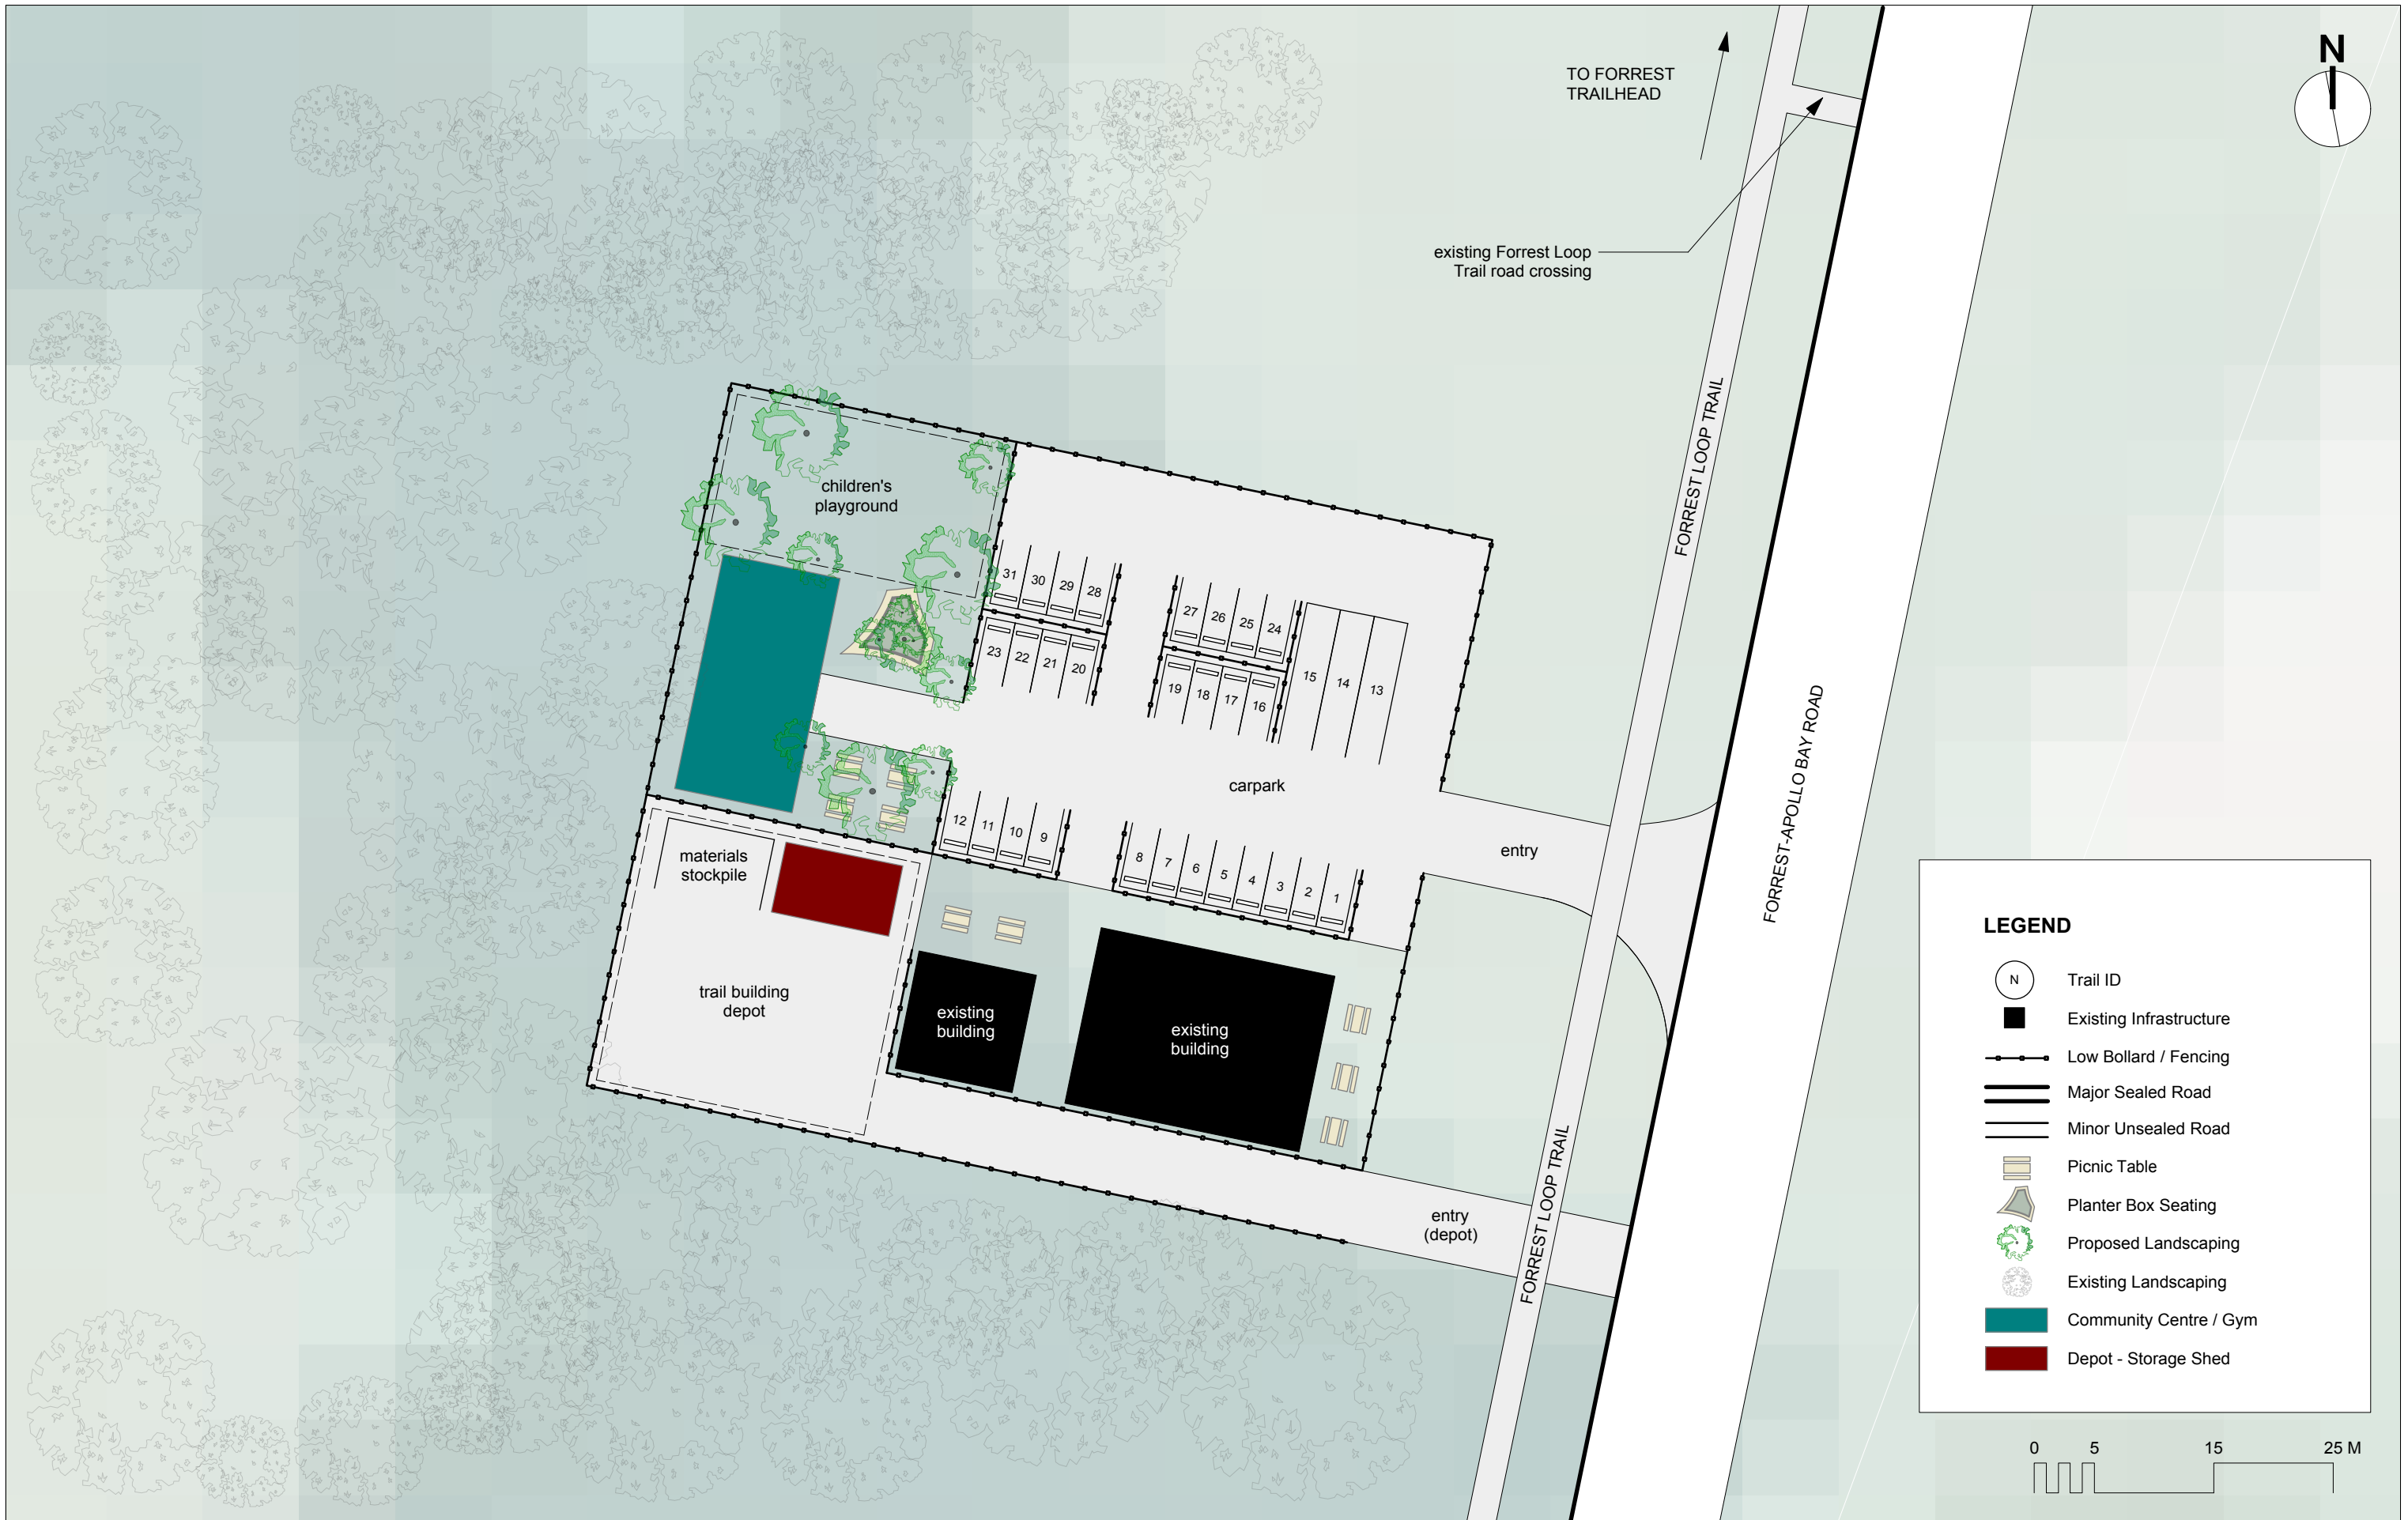 N
TO FORREST
TRAILHEAD
existing Forrest Loop
Trail road crossing
FORREST LOOP TRAIL
FORREST-APOLLO BAY ROAD
children's
playground
31
30
29
28
27
26
25
24
23
22
21
20
19
18
17
16
15
14
13
carpark
12
11
10
9
8
7
6
5
4
3
2
1
entry
materials
stockpile
trail building
depot
existing
building
existing
building
entry
(depot)
FORREST LOOP TRAIL
LEGEND
N Trail ID
Existing Infrastructure
Low Bollard / Fencing
Major Sealed Road
Minor Unsealed Road
Picnic Table
Planter Box Seating
Proposed Landscaping
Existing Landscaping
Community Centre / Gym
Depot - Storage Shed
0 5 15 25 M